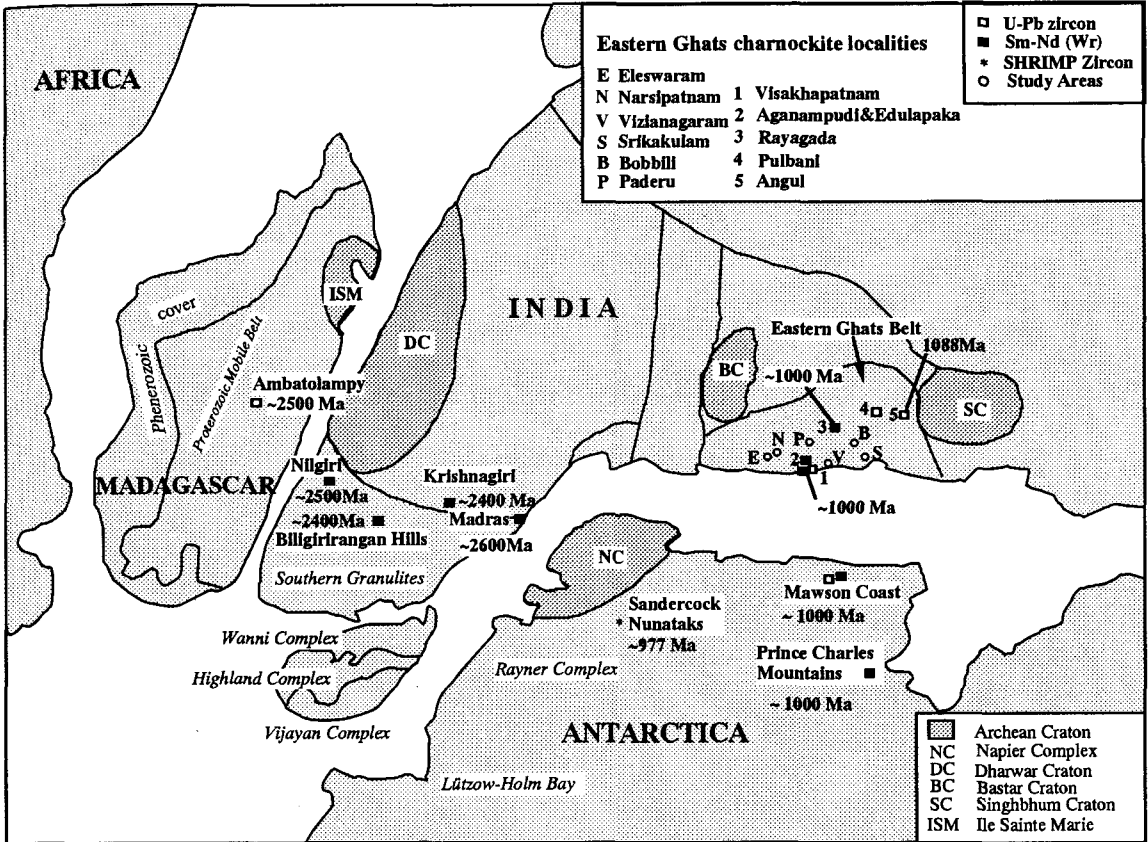 AFRICA
Eastern Ghats charnockite localities
E Eleswaram
N Narsipatnam
V Vizianagaram
S Srikakulam
B Bobbili
P Paderu
1 Visakhapatnam
2 Aganampudi&Edulapaka
3 Rayagada
4 Pulbani
5 Angul
U-Pb zircon
Sm-Nd (Wr)
* SHRIMP Zircon
Study Areas
ISM
cover
Phenerozoic
Proterozoic Mobile Belt
DC
INDIA
Eastern Ghats Belt
1088Ma
BC
~1000 Ma
SC
4
5
3
B
P
N
E
2
V
S
1
~1000 Ma
Ambatolampy
~2500 Ma
MADAGASCAR
Nilgiri
~2500Ma
~2400Ma
Biligirirangan Hills
Krishnagiri
~2400 Ma
Madras
~2600Ma
Southern Granulites
NC
Wanni Complex
Highland Complex
Vijayan Complex
Sandercock
* Nunataks
~977 Ma
Rayner Complex
Mawson Coast
~ 1000 Ma
Prince Charles
Mountains
~ 1000 Ma
ANTARCTICA
Lützow-Holm Bay
Archean Craton
NC Napier Complex
DC Dharwar Craton
BC Bastar Craton
SC Singhbhum Craton
ISM Ile Sainte Marie